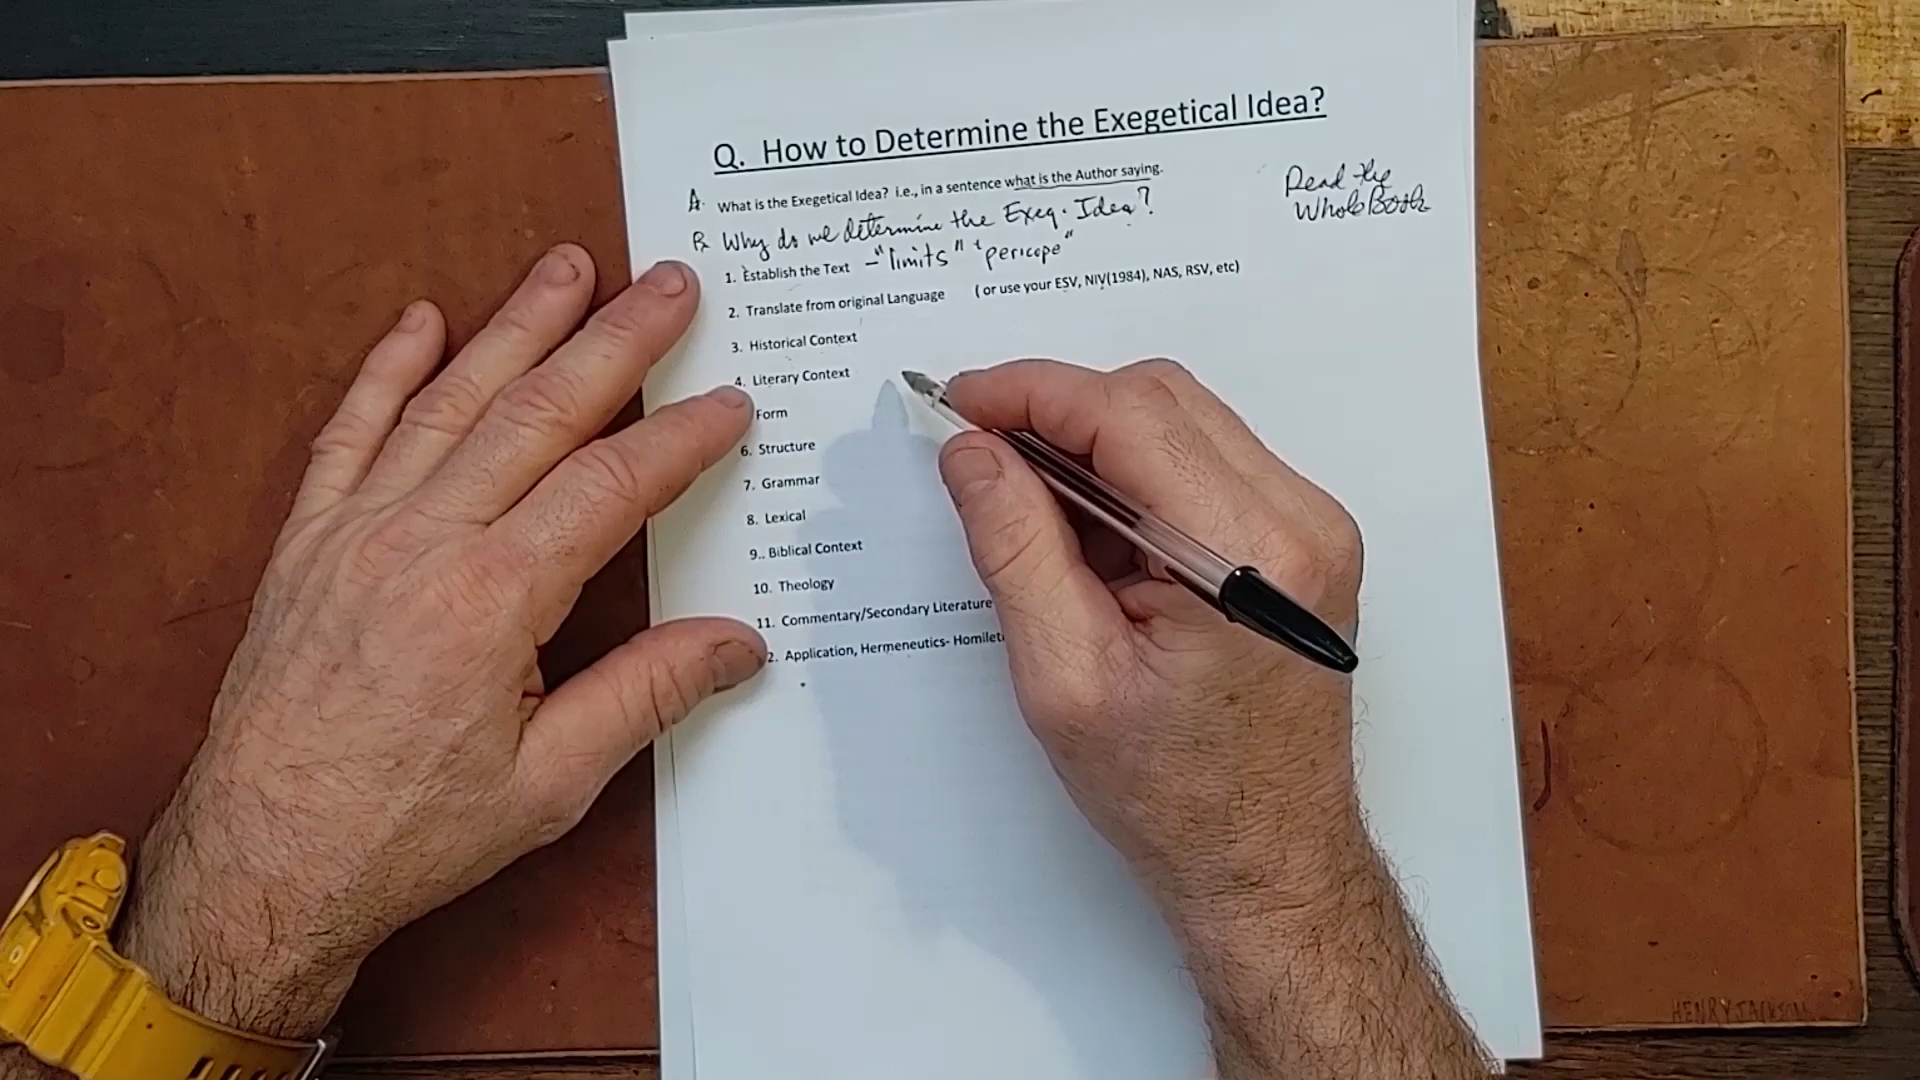 Q. How to Determine the Exegetical Idea?
A. What is the Exegetical Idea? i.e., in a sentence what is the Author saying.
Read the
Whole Book
B. Why do we determine the Exeg. Idea?
1. Establish the Text - "limits" + "pericope"
2. Translate from original Language ( or use your ESV, NIV(1984), NAS, RSV, etc)
3. Historical Context
4. Literary Context
Form
6. Structure
7. Grammar
8. Lexical
9.. Biblical Context
10. Theology
11. Commentary/Secondary Literature
2. Application, Hermeneutics- Homileti
HENRY JACKSON